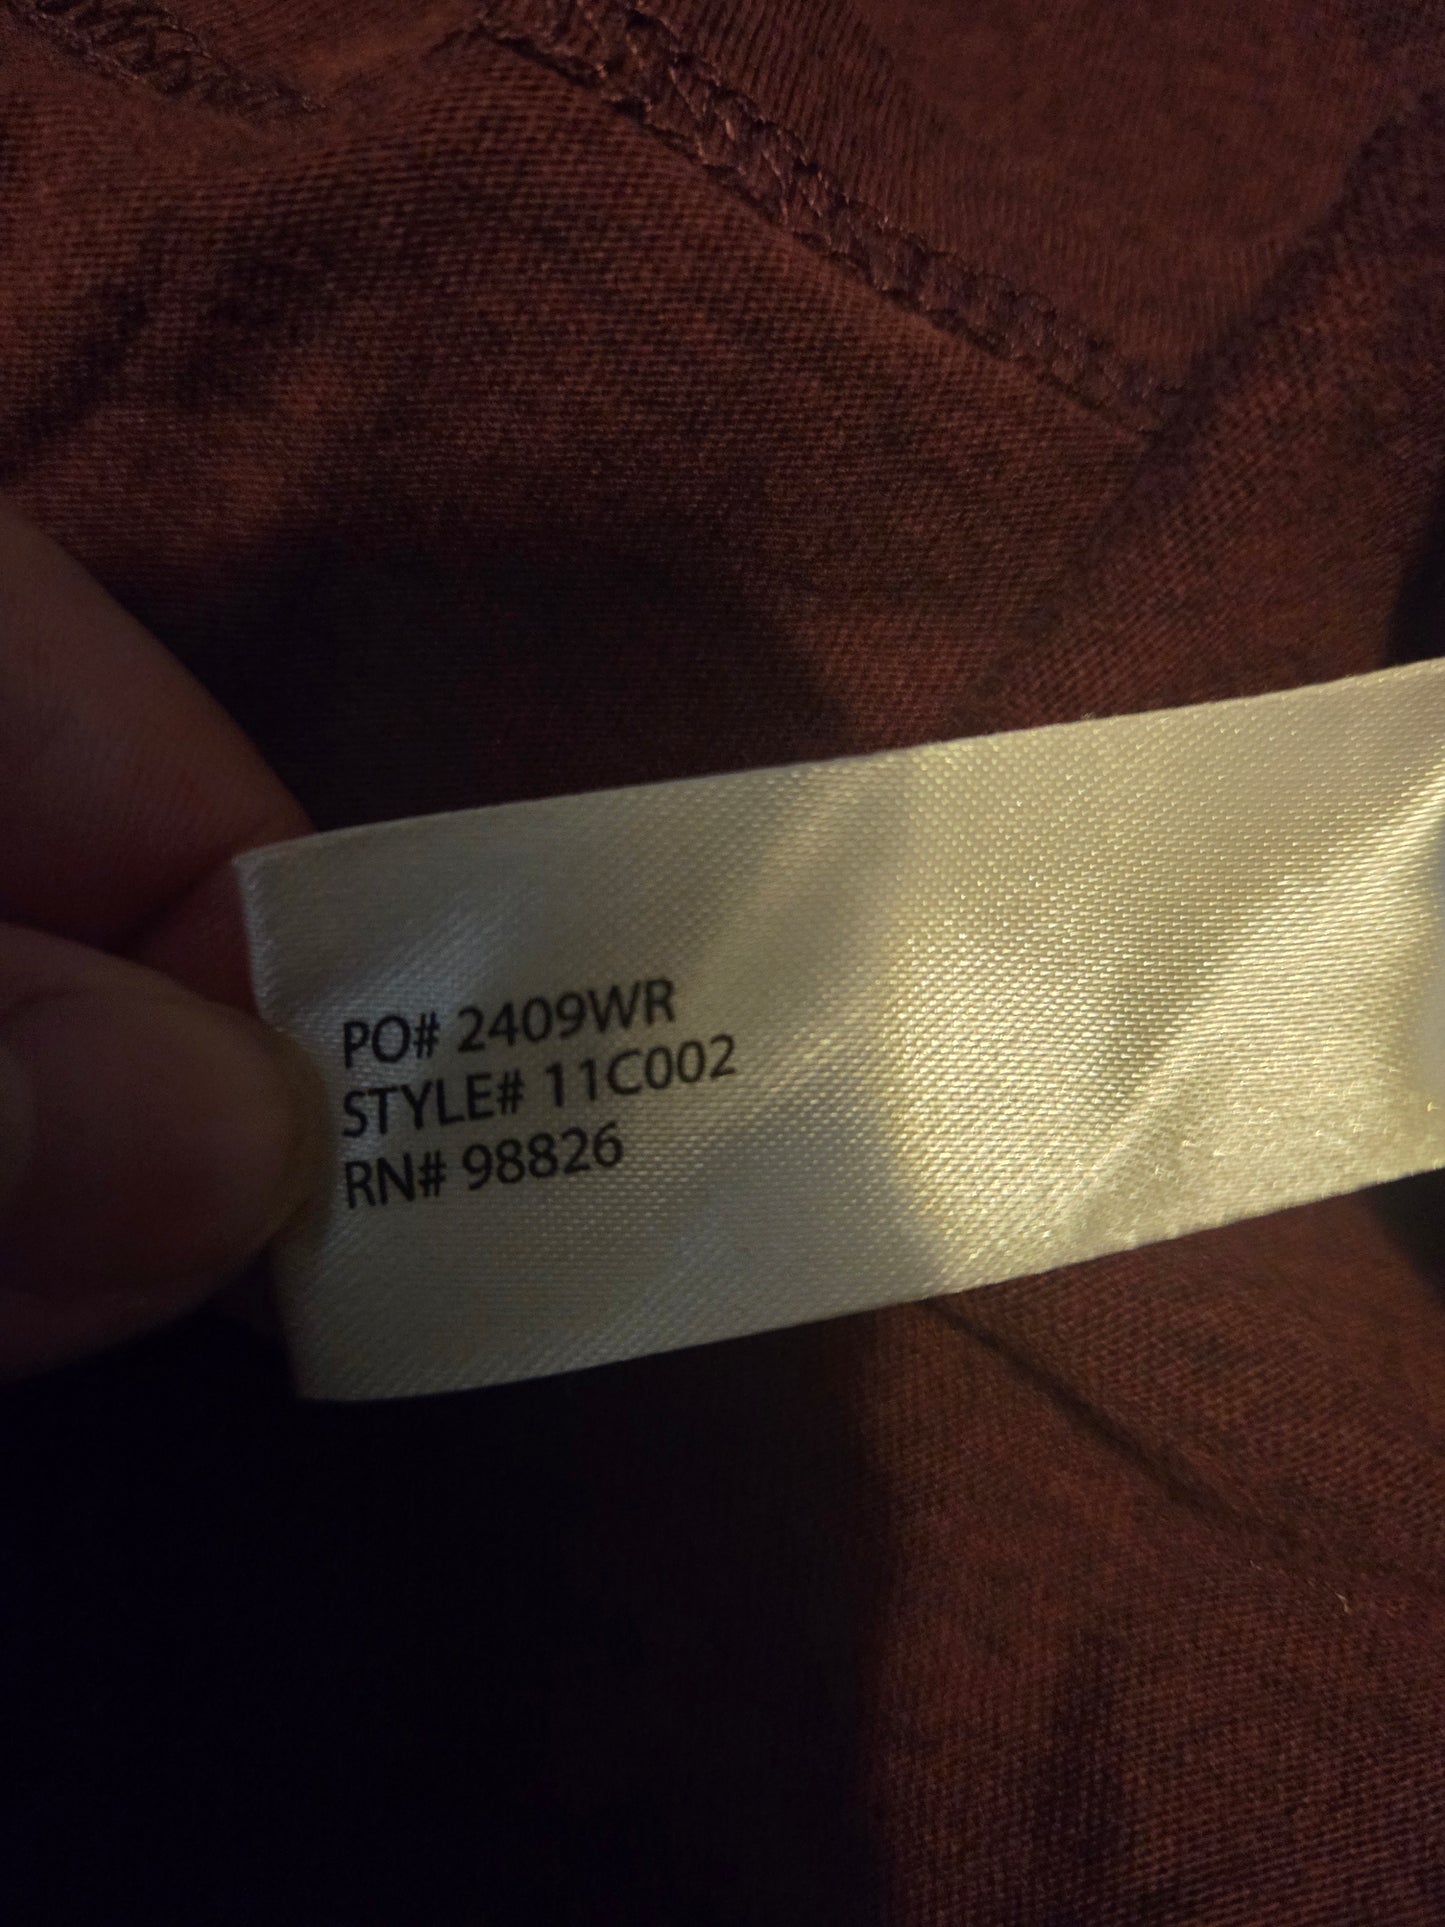 PO# 2409WR
STYLE# 11C002
RN# 98826